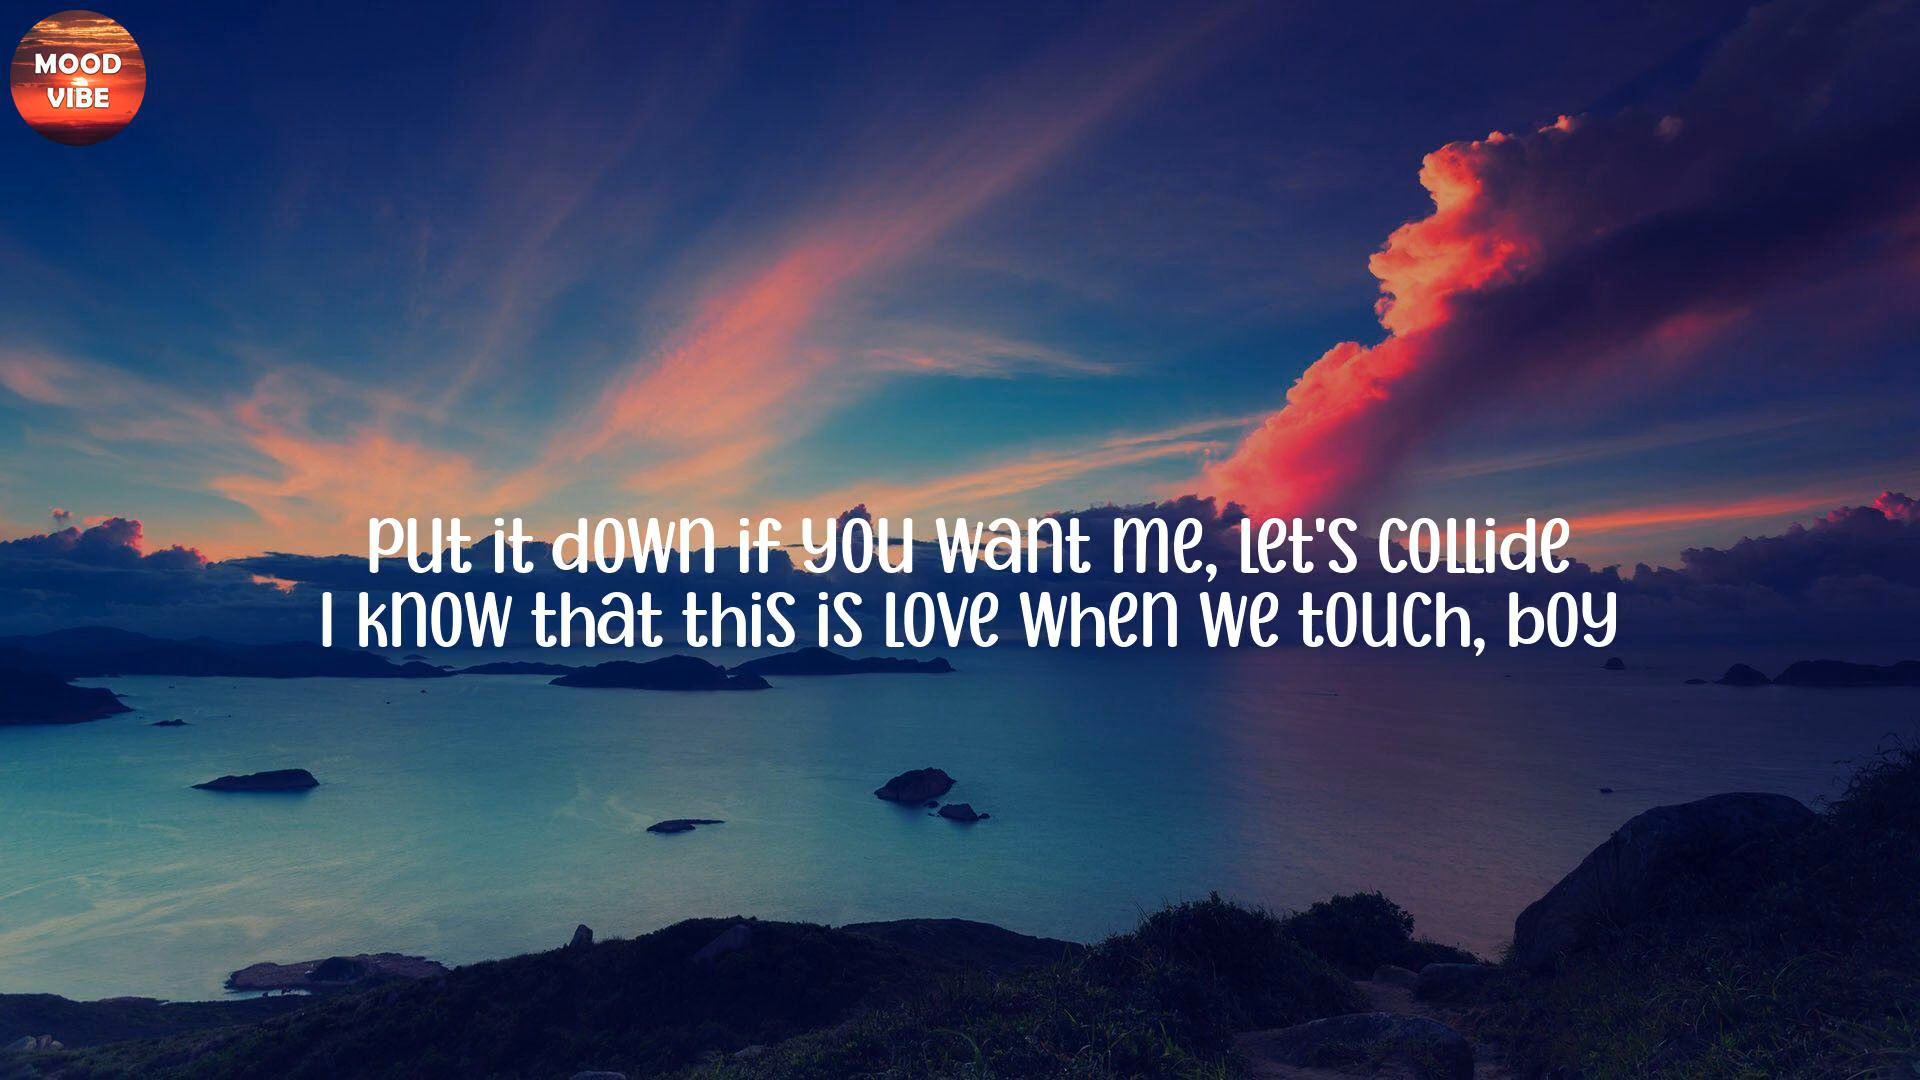 MOOD
VIBE
Put it down if you want me, let's collide
I know that this is love when we touch, boy